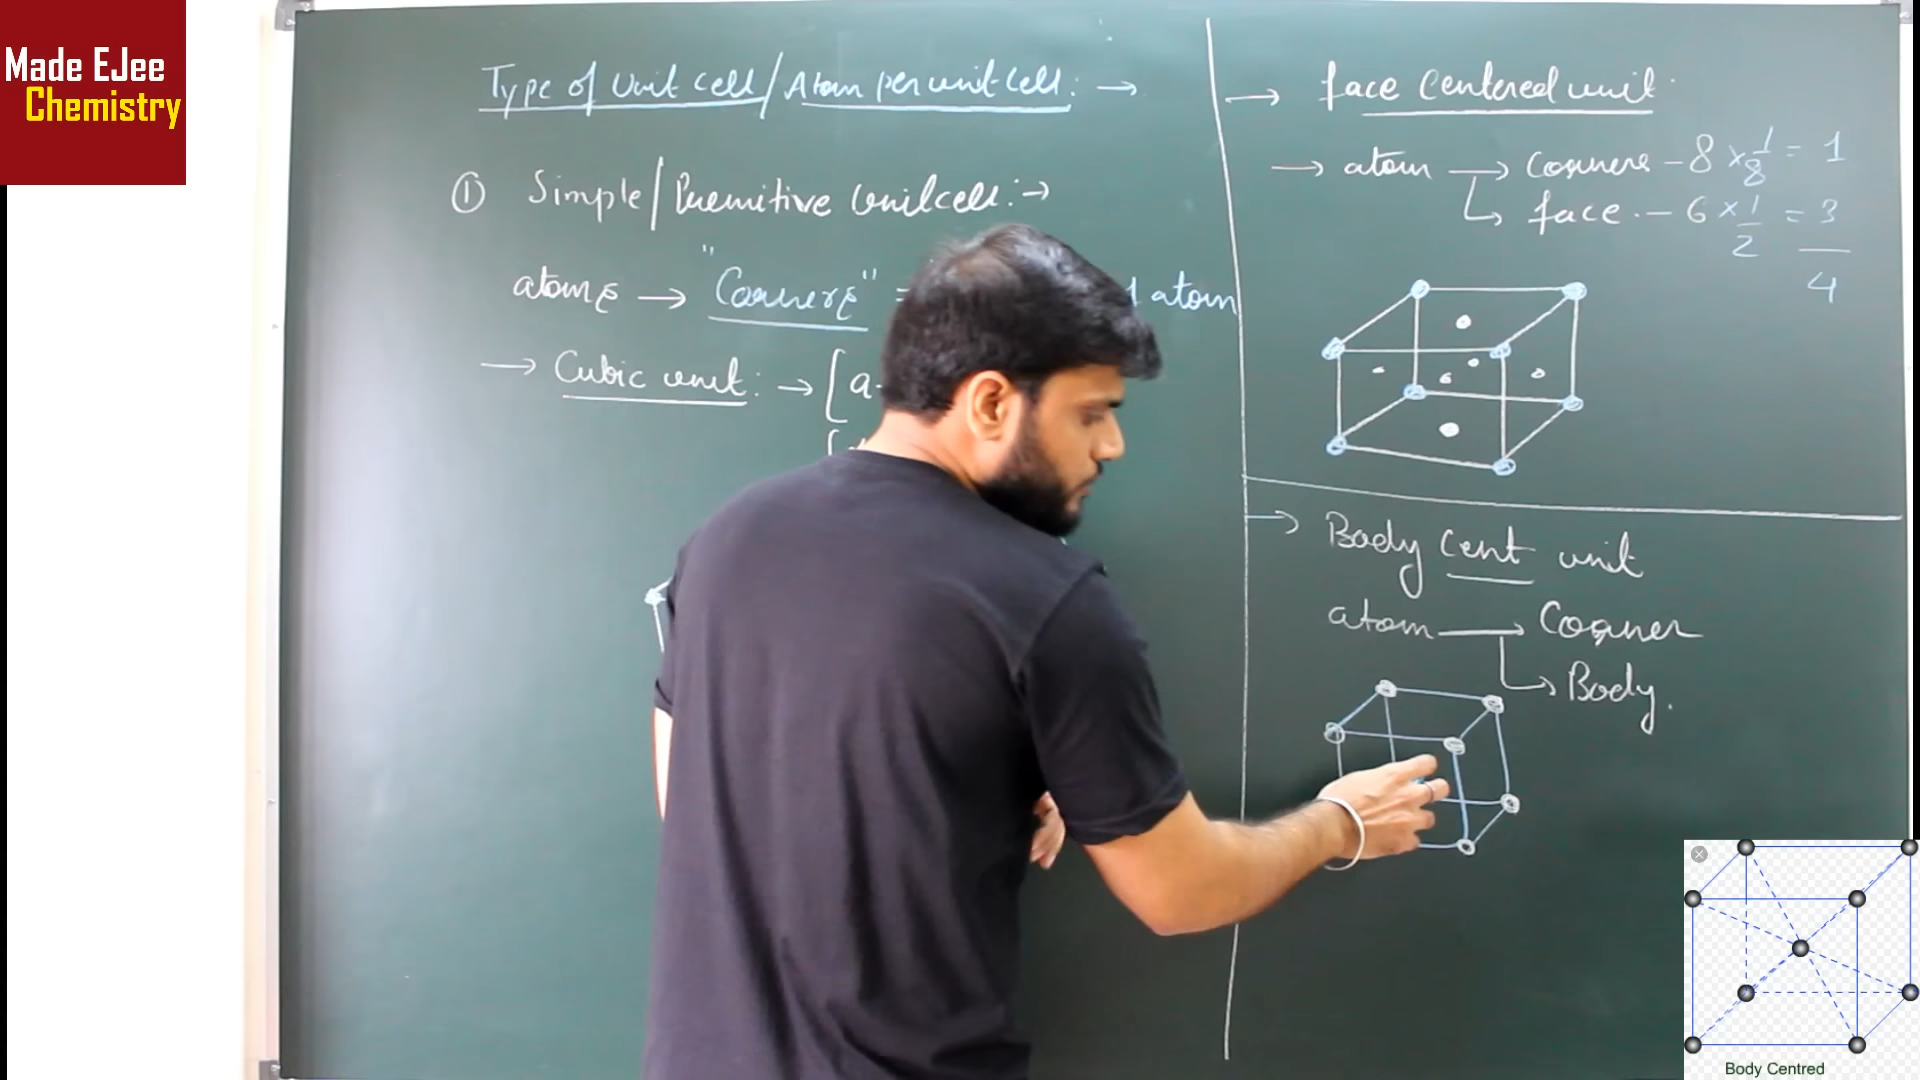 Made EJee
Chemistry
Type of Unit cell / Atom per unit cell : →
① Simple / Premitive Unitcell : →
atoms → "Corners" = 1 atom
→ Cubic unit : → [ a
→ face centered unit
→ atom → Corners – 8 × 1/8 = 1
↳ face – 6 × 1/2 = 3
4
→ Body cent unit
atom → Corner
↳ Body.
Body Centred